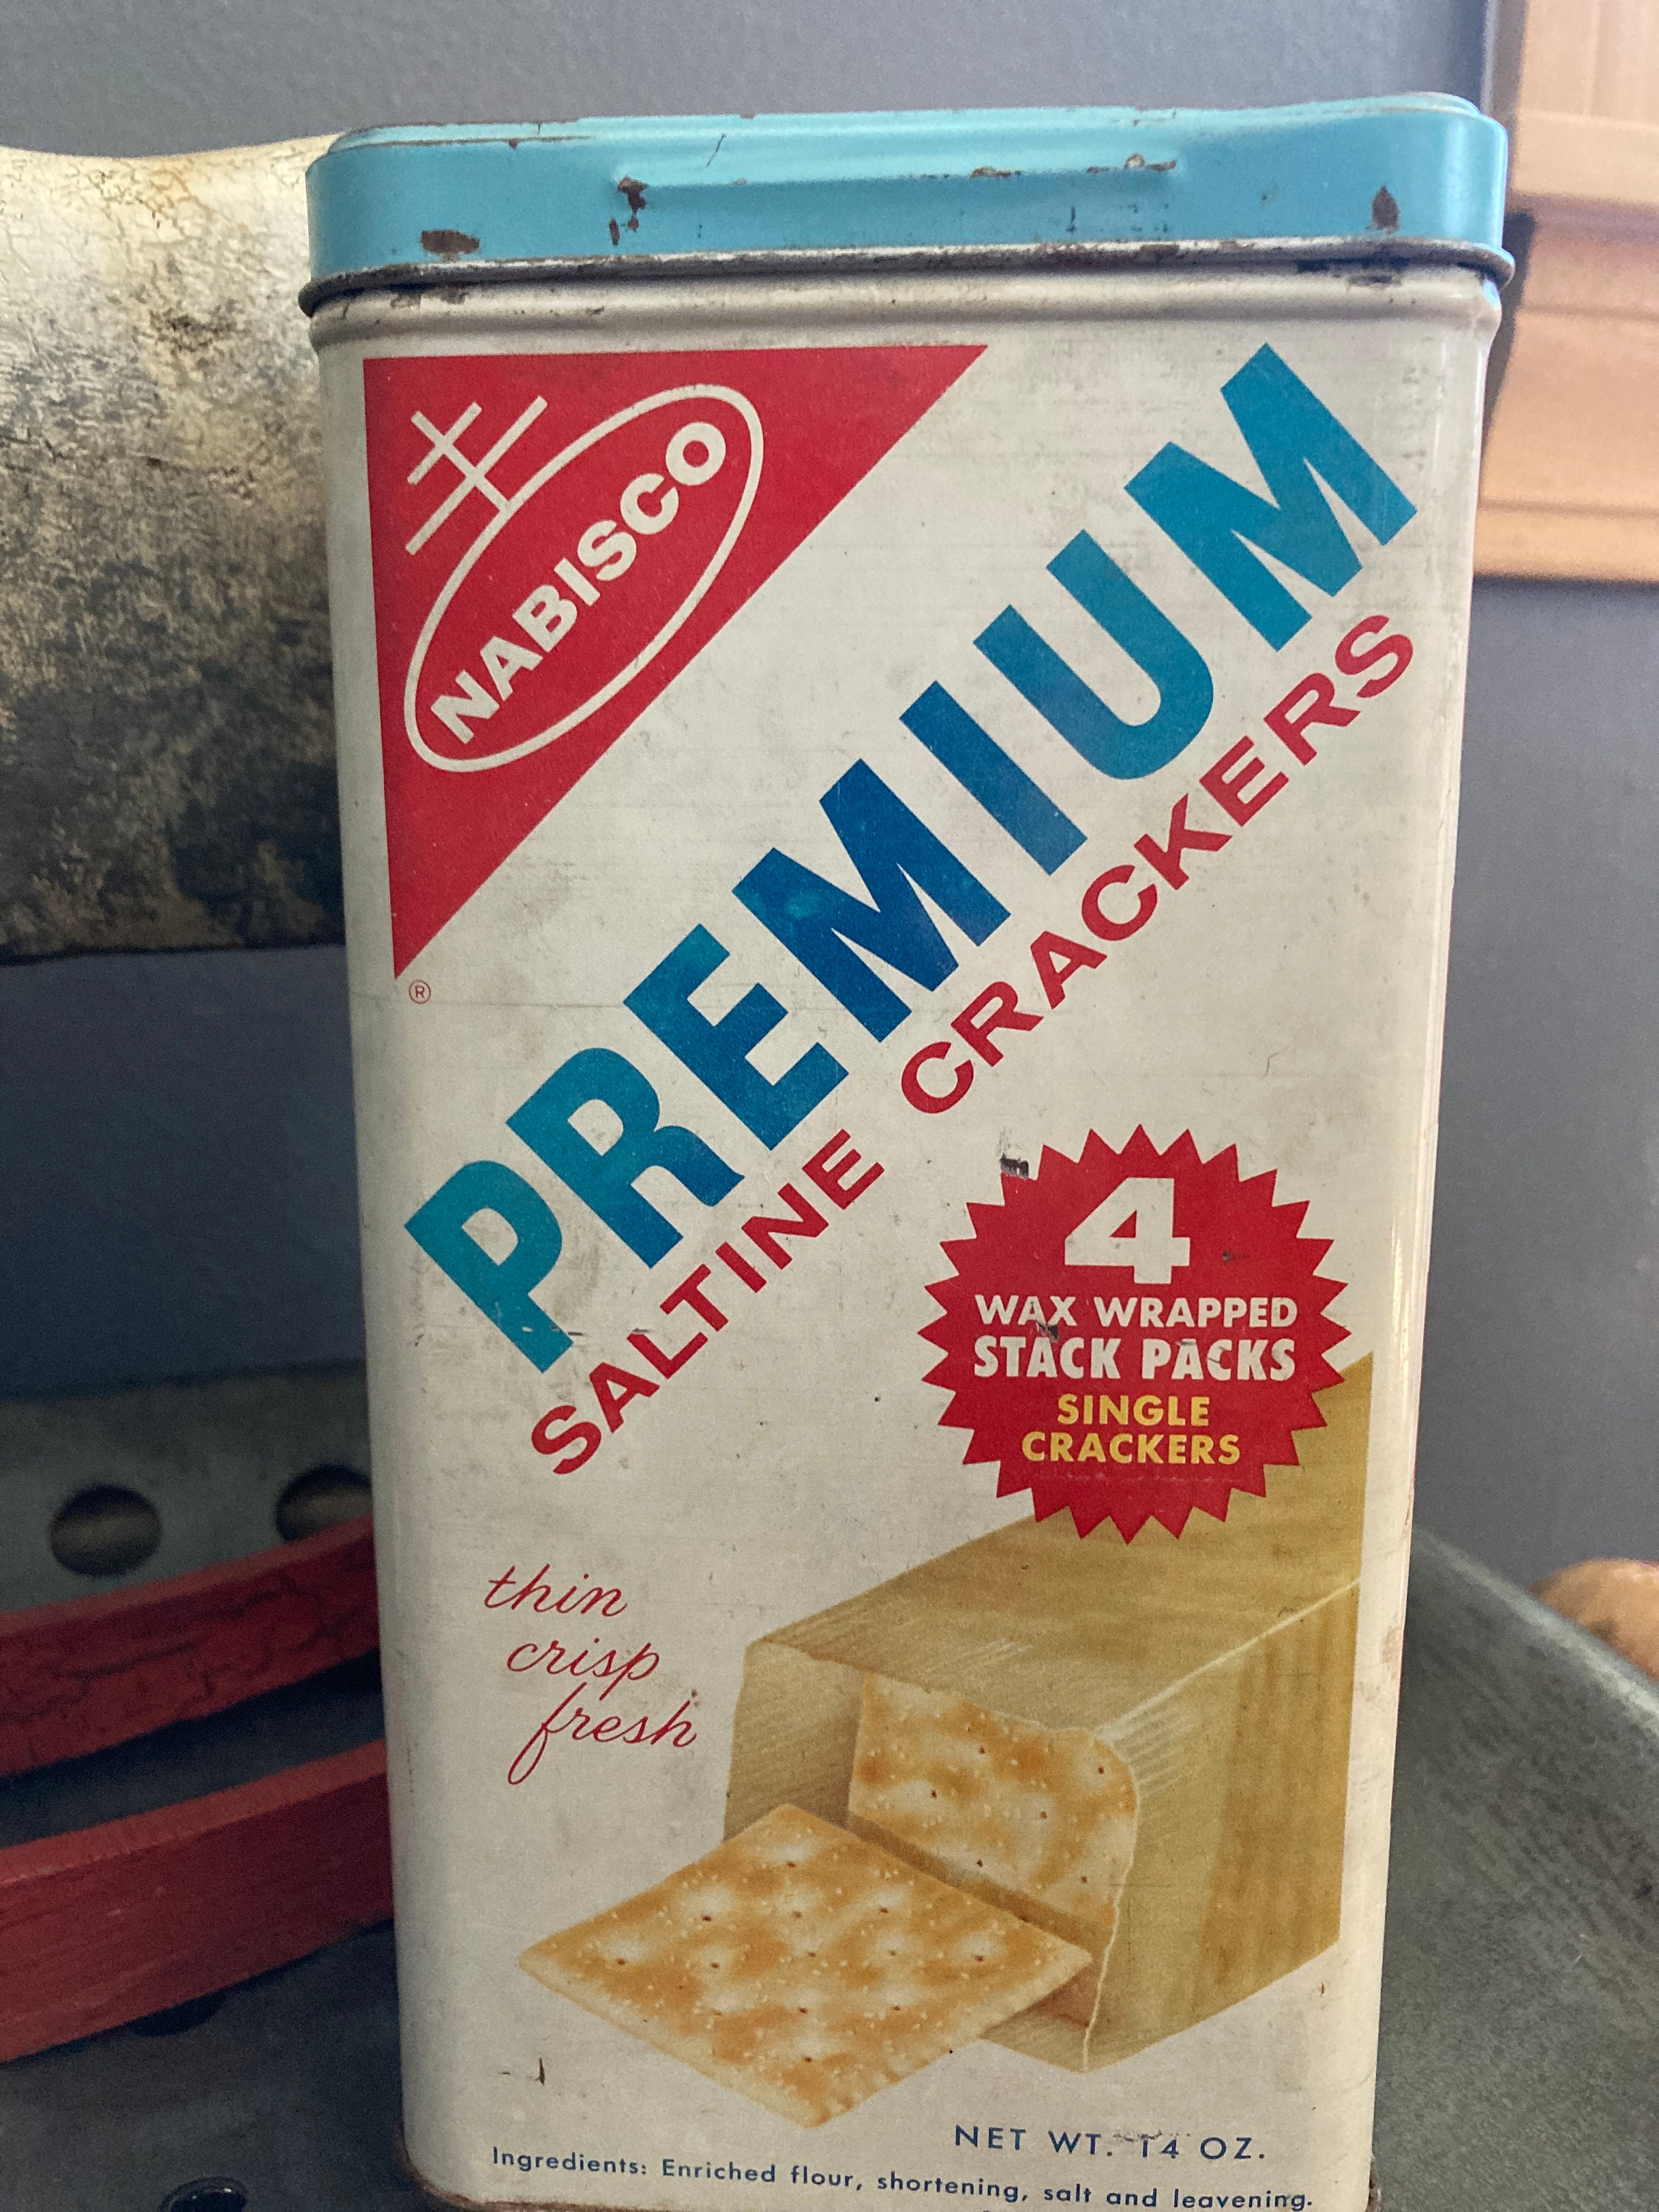 NABISCO
®
PREMIUM
SALTINE CRACKERS
4
WAX WRAPPED
STACK PACKS
SINGLE
CRACKERS
thin
crisp
fresh
NET WT. 14 OZ.
Ingredients: Enriched flour, shortening, salt and leavening.